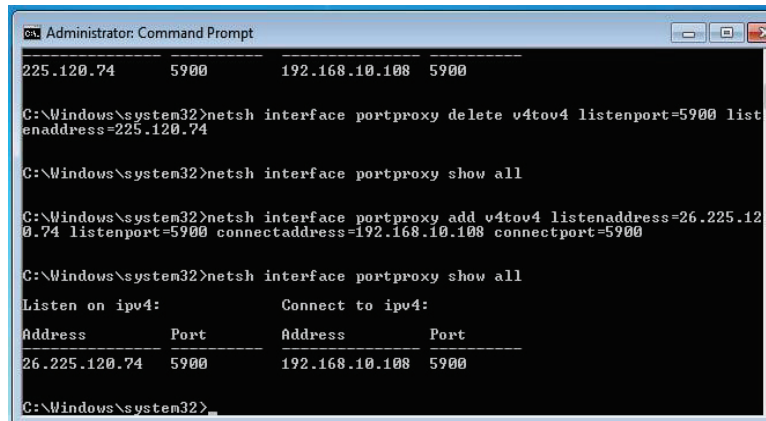 Administrator: Command Prompt
225.120.74 5900 192.168.10.108 5900
C:\Windows\system32>netsh interface portproxy delete v4tov4 listenport=5900 list
enaddress=225.120.74
C:\Windows\system32>netsh interface portproxy show all
C:\Windows\system32>netsh interface portproxy add v4tov4 listenaddress=26.225.12
0.74 listenport=5900 connectaddress=192.168.10.108 connectport=5900
C:\Windows\system32>netsh interface portproxy show all
Listen on ipv4: Connect to ipv4:
Address Port Address Port
--------------- ---------- --------------- ----------
26.225.120.74 5900 192.168.10.108 5900
C:\Windows\system32>_